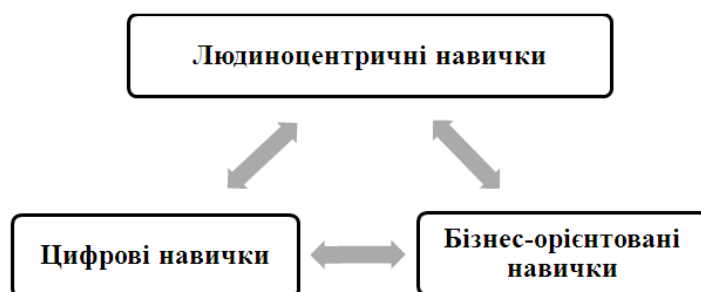 Людиноцентричні навички
Цифрові навички
Бізнес-орієнтовані
навички